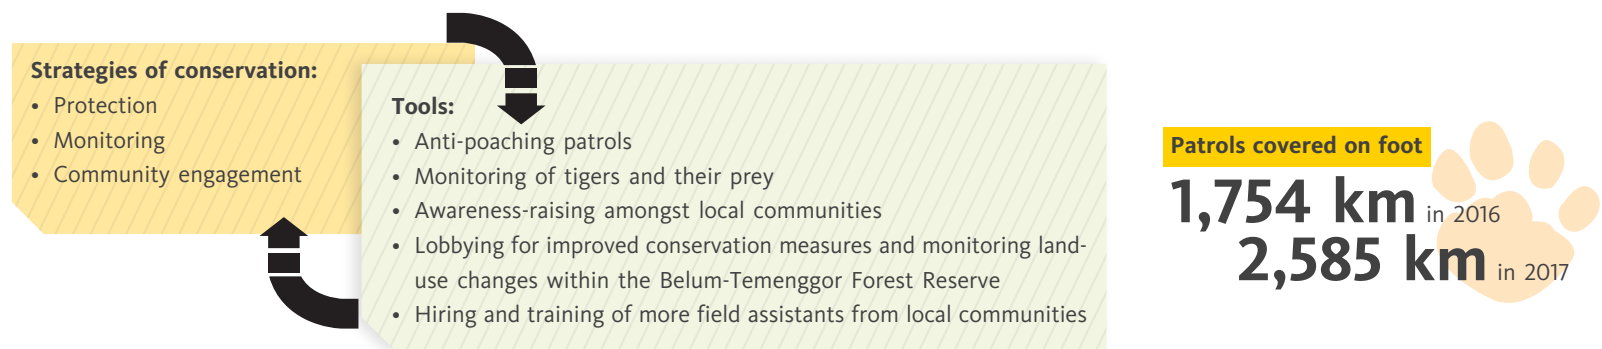 Strategies of conservation:
• Protection
• Monitoring
• Community engagement
Tools:
• Anti-poaching patrols
• Monitoring of tigers and their prey
• Awareness-raising amongst local communities
• Lobbying for improved conservation measures and monitoring land-
use changes within the Belum-Temenggor Forest Reserve
• Hiring and training of more field assistants from local communities
Patrols covered on foot
1,754 km in 2016
2,585 km in 2017